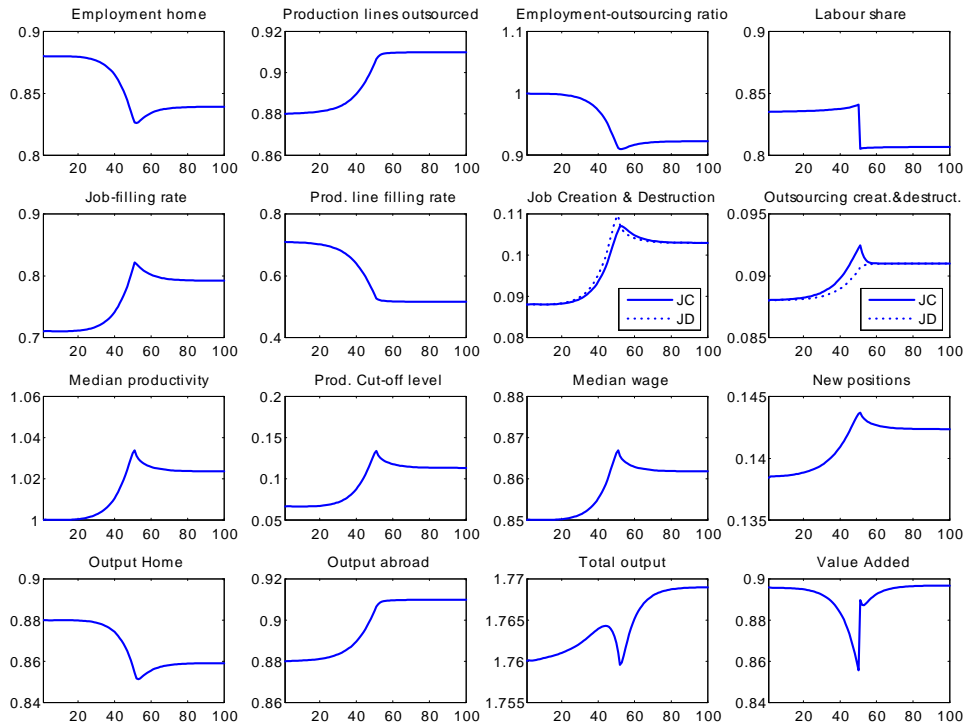 Employment home
0.9
0.85
0.8
20 40 60 80 100
Production lines outsourced
0.92
0.9
0.88
0.86
20 40 60 80 100
Employment-outsourcing ratio
1.1
1
0.9
20 40 60 80 100
Labour share
0.9
0.85
0.8
20 40 60 80 100
Job-filling rate
0.9
0.8
0.7
20 40 60 80 100
Prod. line filling rate
0.8
0.6
0.4
20 40 60 80 100
Job Creation & Destruction
0.11
0.1
0.09
0.08
20 40 60 80 100
JC
JD
Outsourcing creat.&destruct.
0.095
0.09
0.085
20 40 60 80 100
JC
JD
Median productivity
1.06
1.04
1.02
1
20 40 60 80 100
Prod. Cut-off level
0.2
0.15
0.1
0.05
20 40 60 80 100
Median wage
0.88
0.87
0.86
0.85
20 40 60 80 100
New positions
0.145
0.14
0.135
20 40 60 80 100
Output Home
0.9
0.88
0.86
0.84
20 40 60 80 100
Output abroad
0.92
0.9
0.88
0.86
20 40 60 80 100
Total output
1.77
1.765
1.76
1.755
20 40 60 80 100
Value Added
0.9
0.88
0.86
0.84
20 40 60 80 100